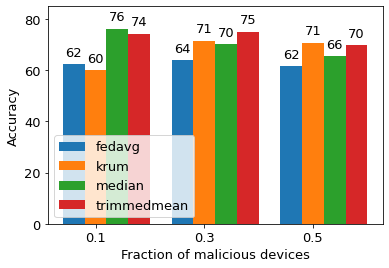 80
60
40
20
0
Accuracy
62 60 76 74
64 71 70 75
62 71 66 70
fedavg
krum
median
trimmedmean
0.1 0.3 0.5
Fraction of malicious devices